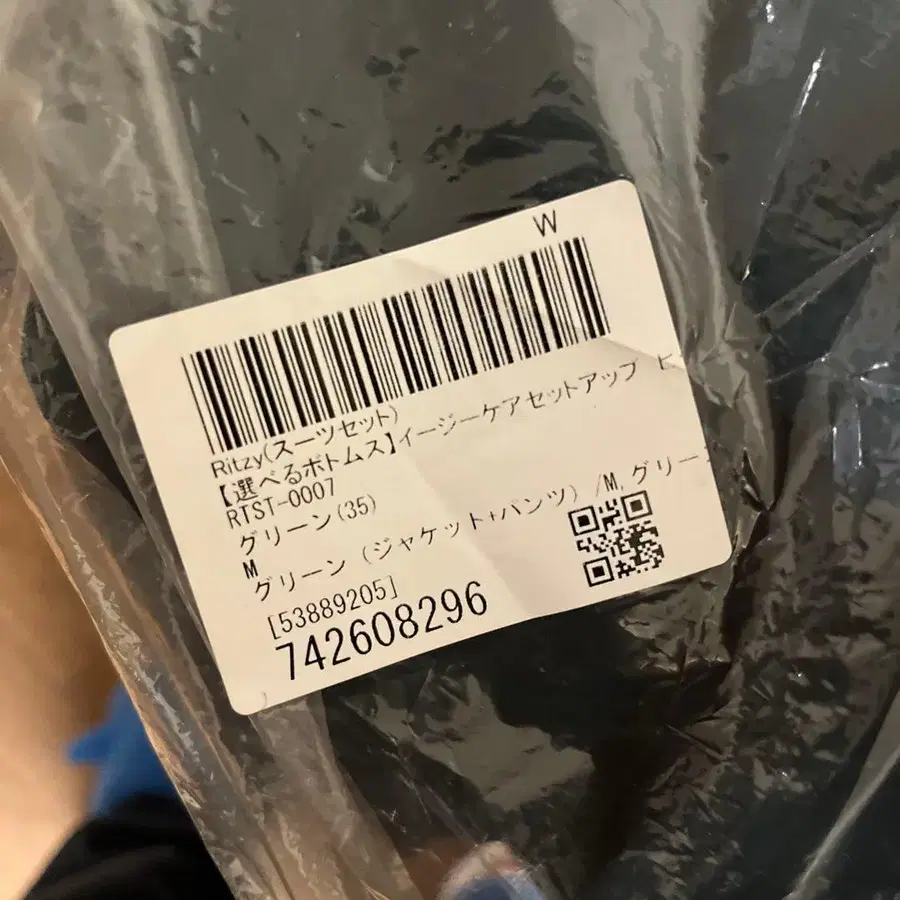 W
Ritzy(スーツセット)
【選べるボトムス】イージーケアセットアップ
RTST-0007
グリーン(35)
M
グリーン (ジャケット+パンツ) /M,グリー
[53889205]
742608296